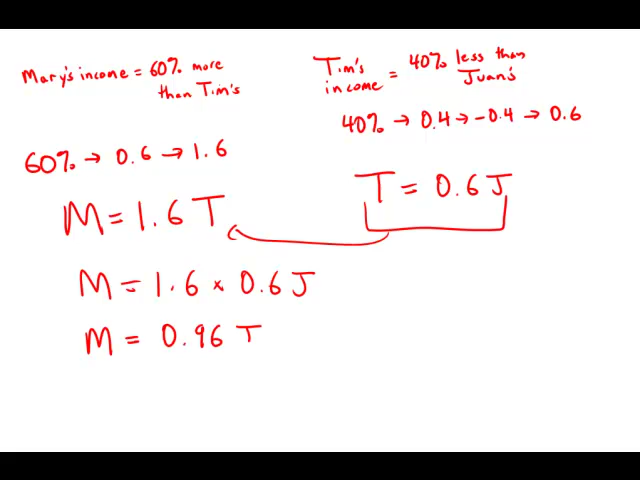 Mary's income = 60% more
than Tim's
60% → 0.6 → 1.6
M = 1.6 T
M = 1.6 × 0.6 J
M = 0.96 T
Tim's
income = 40% less than
Juan's
40% → 0.4 → -0.4 → 0.6
T = 0.6 J